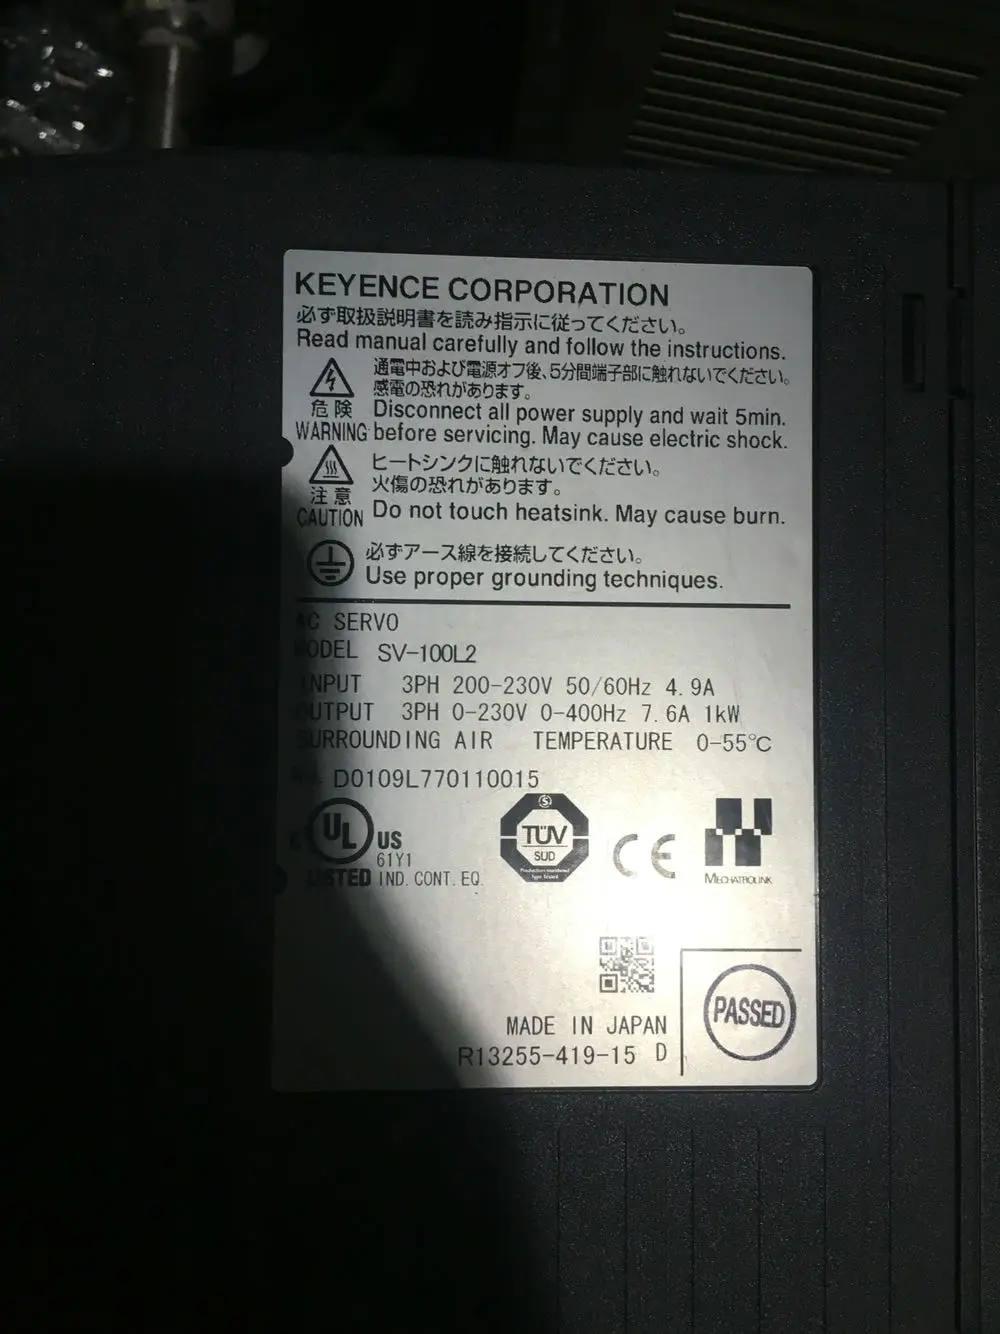 KEYENCE CORPORATION
必ず取扱説明書を読み指示に従ってください。
Read manual carefully and follow the instructions.
通電中および電源オフ後、5分間端子部に触れないでください。
感電の恐れがあります。
危険 Disconnect all power supply and wait 5min.
WARNING before servicing. May cause electric shock.
ヒートシンクに触れないでください。
火傷の恐れがあります。
注意
CAUTION Do not touch heatsink. May cause burn.
必ずアース線を接続してください。
Use proper grounding techniques.
AC SERVO
MODEL SV-100L2
INPUT 3PH 200-230V 50/60Hz 4.9A
OUTPUT 3PH 0-230V 0-400Hz 7.6A 1kW
SURROUNDING AIR TEMPERATURE 0-55℃
D0109L770110015
C UL US
61Y1
LISTED IND. CONT. EQ.
S
TÜV
SÜD
CE
MECHATROLINK
PASSED
MADE IN JAPAN
R13255-419-15 D